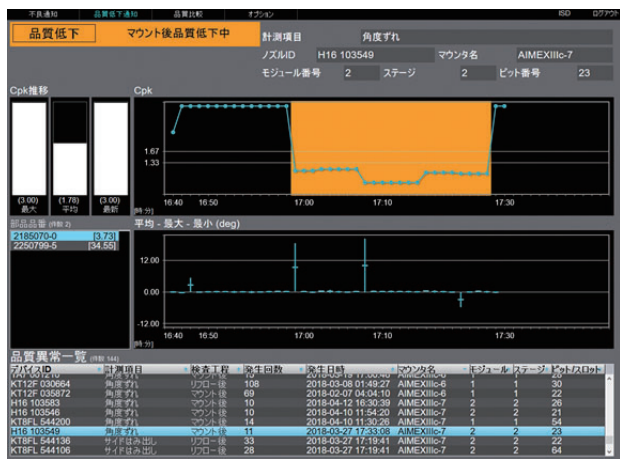 不良通知 品質低下通知 品質比較 オプション ISO ログアウト
品質低下 マウント後品質低下中
計測項目 角度ずれ
ノズルID H16 103549 マウンタ名 AIMEXIIIc-7
モジュール番号 2 ステージ 2 ピット番号 23
Cpk推移 Cpk
1.67
1.33
(3.00) (1.78) (3.00)
最大 平均 最新
[時:分] 16:40 16:50 17:00 17:10 17:30
部品品番 (件数 2) 平均 - 最大 - 最小 (deg)
2185070-0 [3.73]
2250799-5 [34.55]
12.00
0.00
-12.00
[時:分] 16:40 16:50 17:00 17:10 17:30
品質異常一覧 (件数 144)
デバイスID 計測項目 検査工程 発生回数 発生日時 マウンタ名 モジュール ステージ ピット/スロット
KT12F 030664 角度ずれ リフロー後 108 2018-03-08 01:49:27 AIMEXIIIc-6 1 1 30
KT12F 035872 角度ずれ マウント後 69 2018-02-07 04:04:10 AIMEXIIIc-6 1 1 22
H16 103583 角度ずれ マウント後 10 2018-04-12 16:30:39 AIMEXIIIc-7 2 2 26
H16 103546 角度ずれ マウント後 10 2018-04-10 11:54:20 AIMEXIIIc-7 2 2 21
KT8FL 544200 角度ずれ マウント後 14 2018-04-10 11:30:26 AIMEXIIIc-7 1 1 54
H16 103549 角度ずれ マウント後 11 2018-03-27 17:33:08 AIMEXIIIc-7 2 2 23
KT8FL 544136 サイドはみ出し リフロー後 33 2018-03-27 17:19:41 AIMEXIIIc-7 2 2 22
KT8FL 544106 サイドはみ出し リフロー後 28 2018-03-27 17:19:41 AIMEXIIIc-7 2 2 64